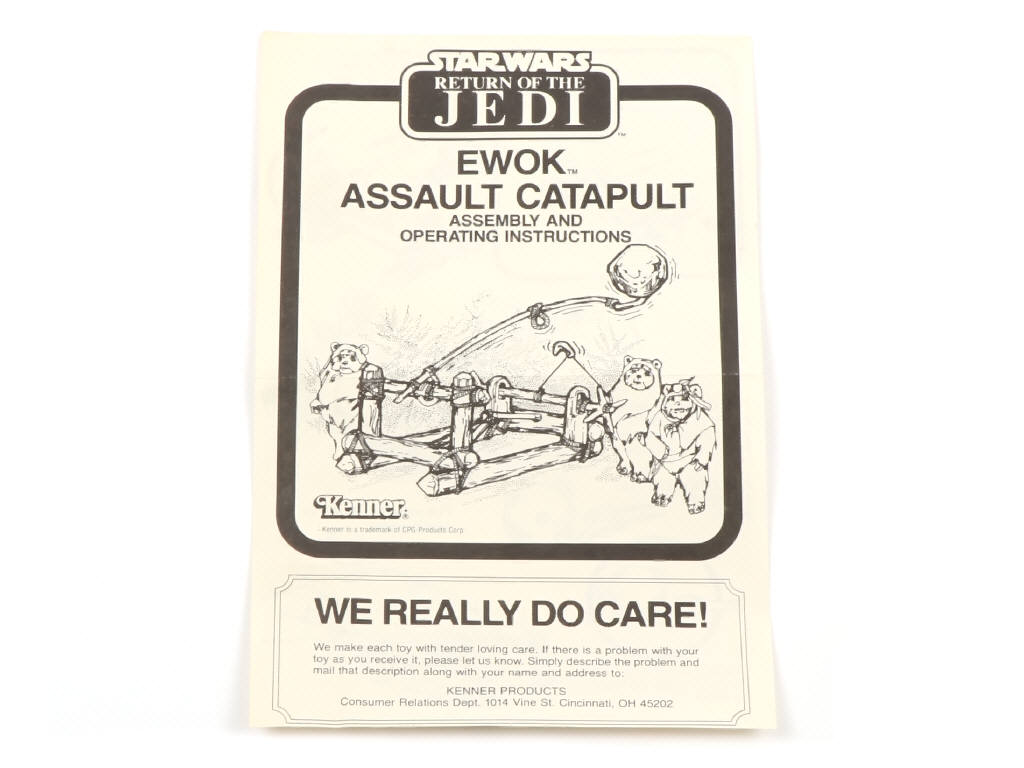 STAR WARS
RETURN OF THE
JEDI
™
EWOK™
ASSAULT CATAPULT
ASSEMBLY AND
OPERATING INSTRUCTIONS
Kenner®
Kenner is a trademark of CPG Products Corp.
WE REALLY DO CARE!
We make each toy with tender loving care. If there is a problem with your
toy as you receive it, please let us know. Simply describe the problem and
mail that description along with your name and address to:
KENNER PRODUCTS
Consumer Relations Dept. 1014 Vine St. Cincinnati, OH 45202